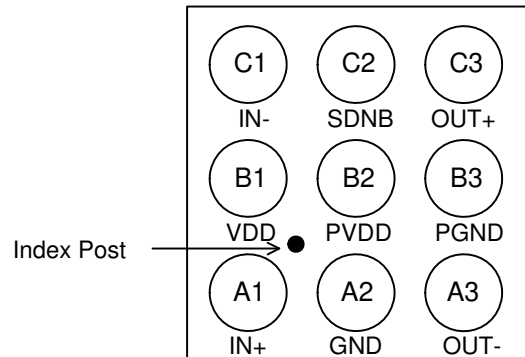 C1 C2 C3
IN- SDNB OUT+
B1 B2 B3
VDD PVDD PGND
Index Post
A1 A2 A3
IN+ GND OUT-